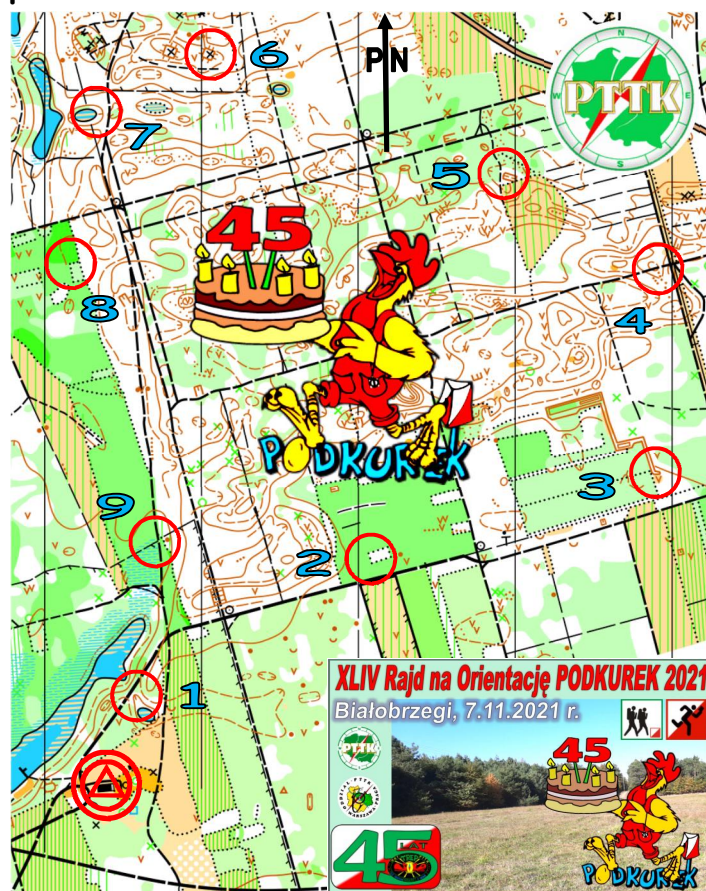 PN
N
PTTK
W
E
S
6
7
5
45
8
4
PODKUREK
9
3
2
1
XLIV Rajd na Orientację PODKUREK 2021
Białobrzegi, 7.11.2021 r.
PTTK
45
45
LAT
PODKUREK